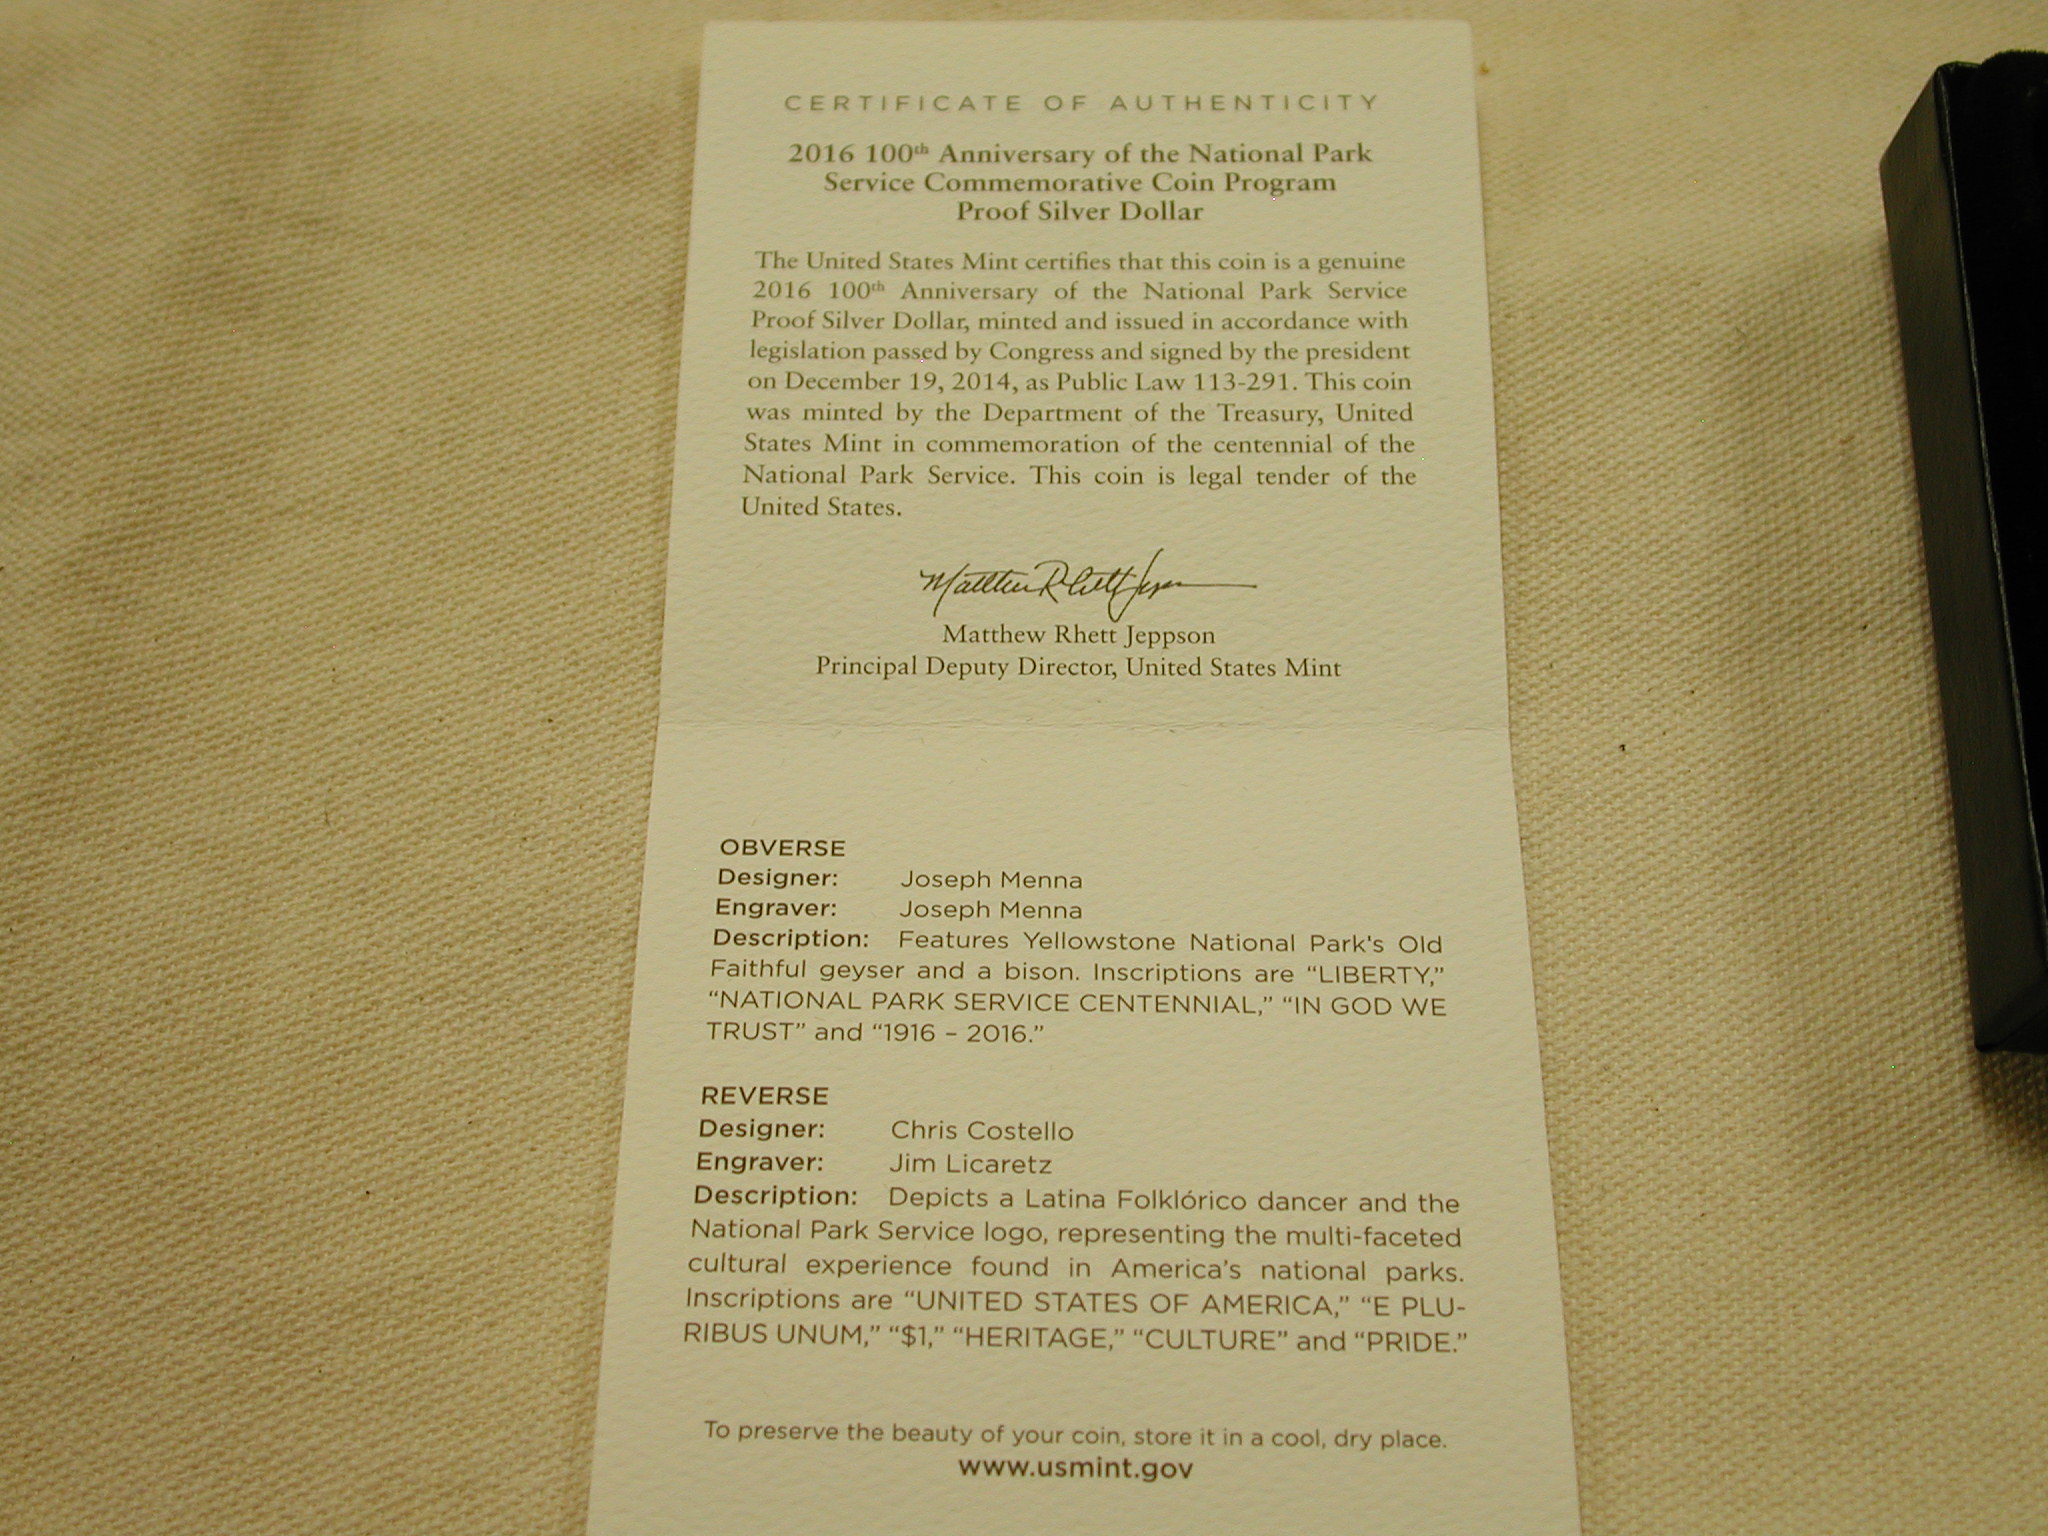 CERTIFICATE OF AUTHENTICITY
2016 100th Anniversary of the National Park
Service Commemorative Coin Program
Proof Silver Dollar
The United States Mint certifies that this coin is a genuine
2016 100th Anniversary of the National Park Service
Proof Silver Dollar, minted and issued in accordance with
legislation passed by Congress and signed by the president
on December 19, 2014, as Public Law 113-291. This coin
was minted by the Department of the Treasury, United
States Mint in commemoration of the centennial of the
National Park Service. This coin is legal tender of the
United States.
Matthew Rhett Jeppson
Matthew Rhett Jeppson
Principal Deputy Director, United States Mint
OBVERSE
Designer: Joseph Menna
Engraver: Joseph Menna
Description: Features Yellowstone National Park's Old
Faithful geyser and a bison. Inscriptions are “LIBERTY,”
“NATIONAL PARK SERVICE CENTENNIAL,” “IN GOD WE
TRUST” and “1916 – 2016.”
REVERSE
Designer: Chris Costello
Engraver: Jim Licaretz
Description: Depicts a Latina Folklórico dancer and the
National Park Service logo, representing the multi-faceted
cultural experience found in America's national parks.
Inscriptions are “UNITED STATES OF AMERICA,” “E PLU-
RIBUS UNUM,” “$1,” “HERITAGE,” “CULTURE” and “PRIDE.”
To preserve the beauty of your coin, store it in a cool, dry place.
www.usmint.gov